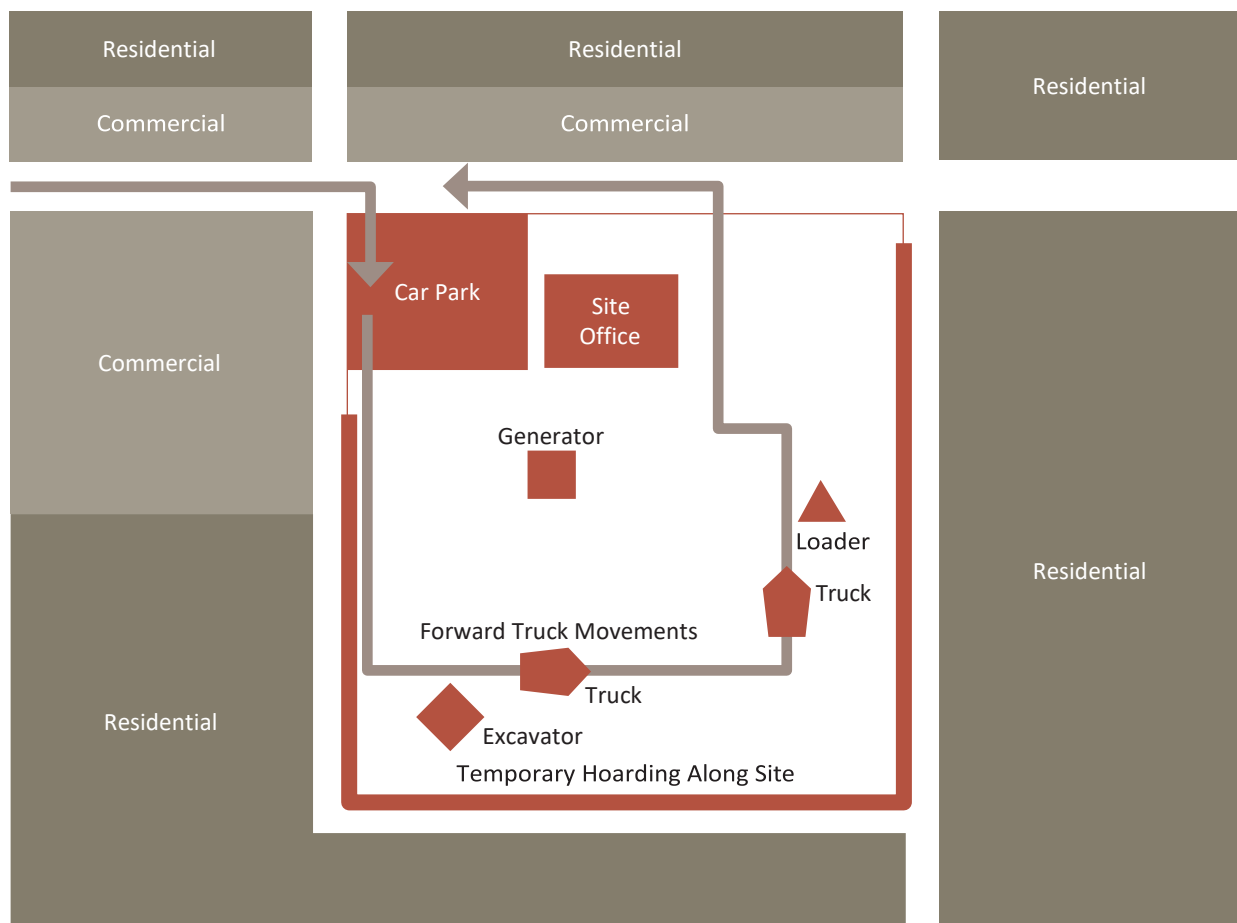 Residential
Residential
Residential
Commercial
Commercial
Car Park
Site
Office
Commercial
Generator
Loader
Residential
Truck
Forward Truck Movements
Truck
Residential
Excavator
Temporary Hoarding Along Site